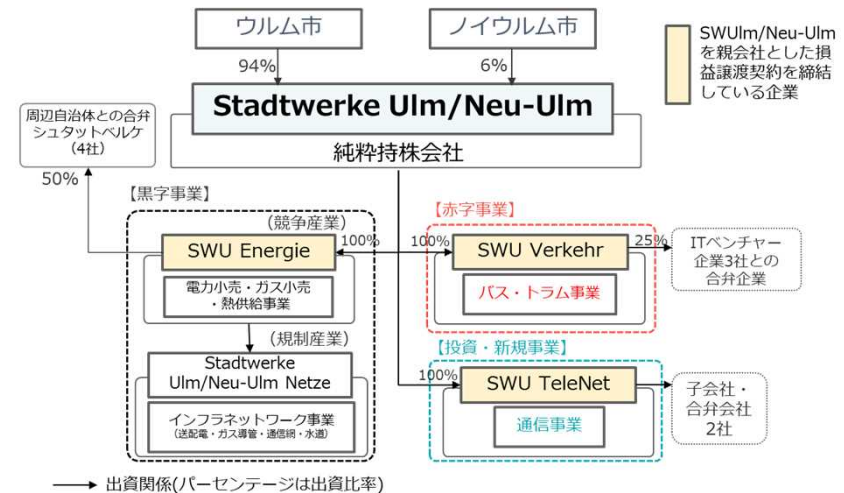 ウルム市
ノイウルム市
SWUlm/Neu-Ulm
を親会社とした損
益譲渡契約を締結
している企業
94%
6%
Stadtwerke Ulm/Neu-Ulm
純粋持株会社
周辺自治体との合弁
シュタットベルケ
(4社)
50%
【黒字事業】
(競争産業)
SWU Energie
100%
電力小売・ガス小売
・熱供給事業
(規制産業)
Stadtwerke
Ulm/Neu-Ulm Netze
インフラネットワーク事業
(送配電・ガス導管・通信網・水道)
【赤字事業】
100%
SWU Verkehr
25%
バス・トラム事業
ITベンチャー
企業3社との
合弁企業
【投資・新規事業】
100%
SWU TeleNet
通信事業
子会社・
合弁会社
2社
出資関係(パーセンテージは出資比率)